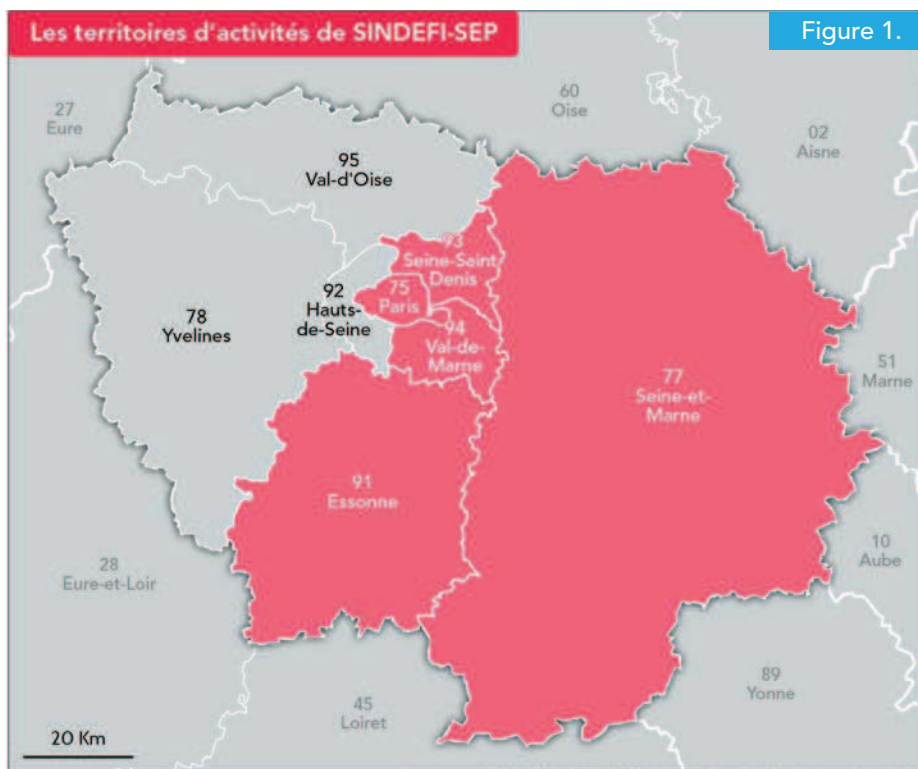 Les territoires d'activités de SINDEFI-SEP
Figure 1.
27
Eure
60
Oise
02
Aisne
95
Val-d'Oise
93
Seine-Saint
Denis
75
Paris
92
Hauts-
de-Seine
78
Yvelines
94
Val-de-
Marne
51
Marne
77
Seine-et-
Marne
91
Essonne
10
Aube
28
Eure-et-Loir
89
Yonne
45
Loiret
20 Km